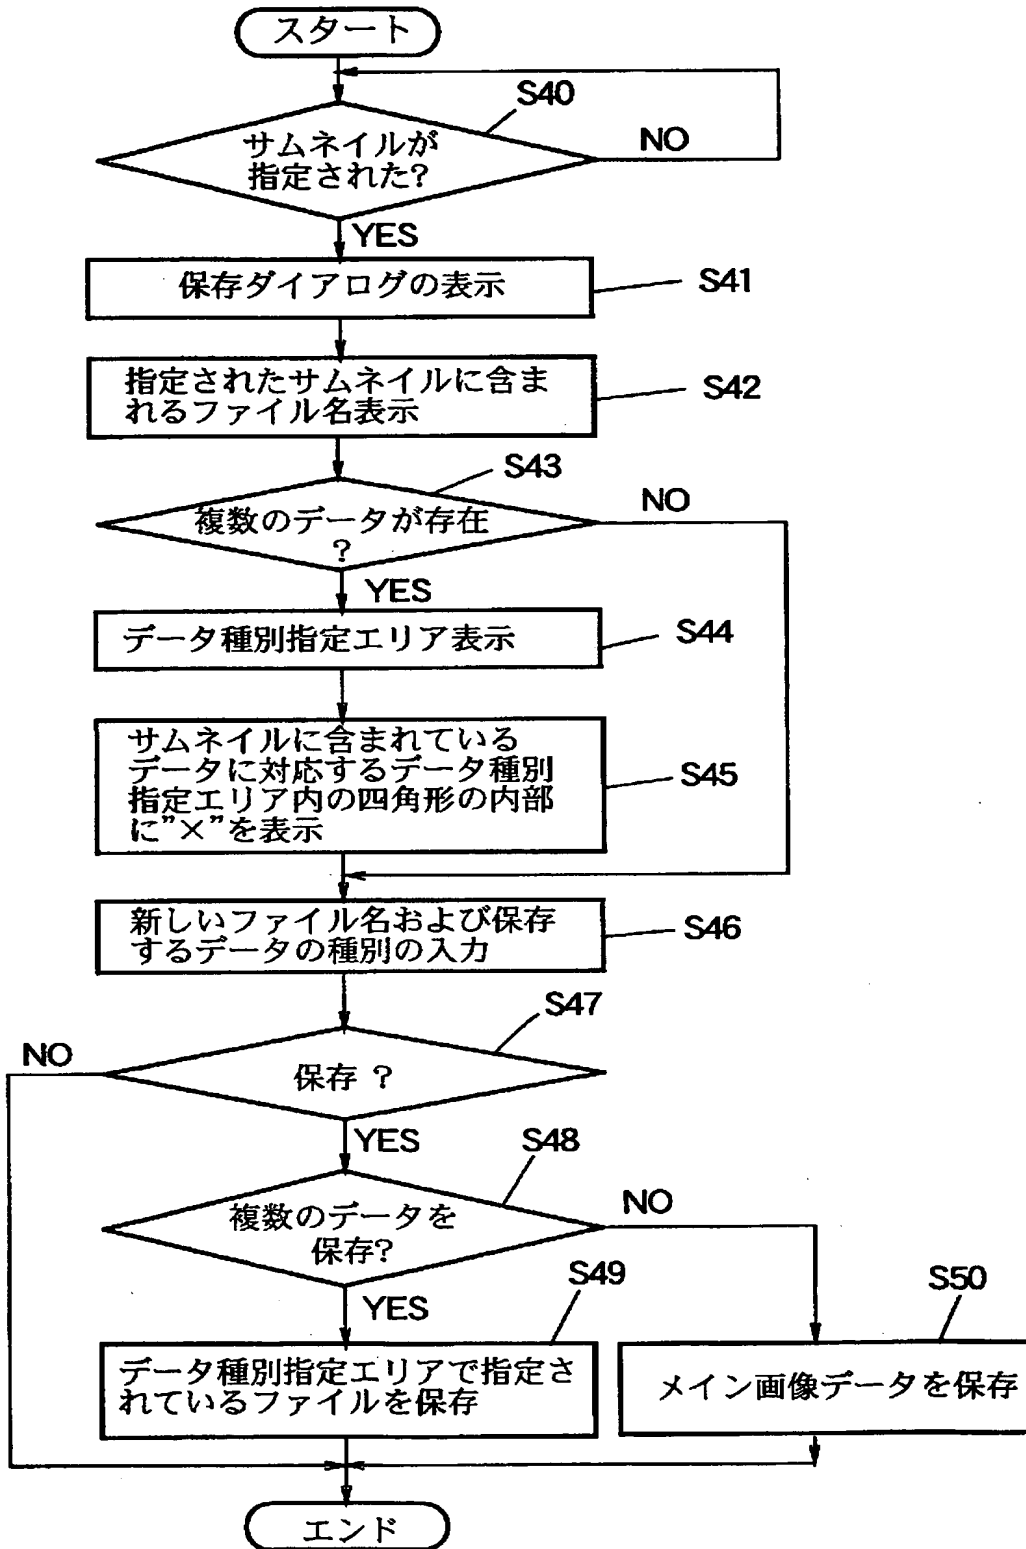 スタート
S40
サムネイルが
指定された?
NO
YES
保存ダイアログの表示
S41
指定されたサムネイルに含ま
れるファイル名表示
S42
S43
複数のデータが存在
?
NO
YES
データ種別指定エリア表示
S44
サムネイルに含まれている
データに対応するデータ種別
指定エリア内の四角形の内部
に”×”を表示
S45
新しいファイル名および保存
するデータの種別の入力
S46
S47
NO
保存 ?
YES
S48
複数のデータを
保存?
NO
YES
S49
S50
データ種別指定エリアで指定さ
れているファイルを保存
メイン画像データを保存
エンド